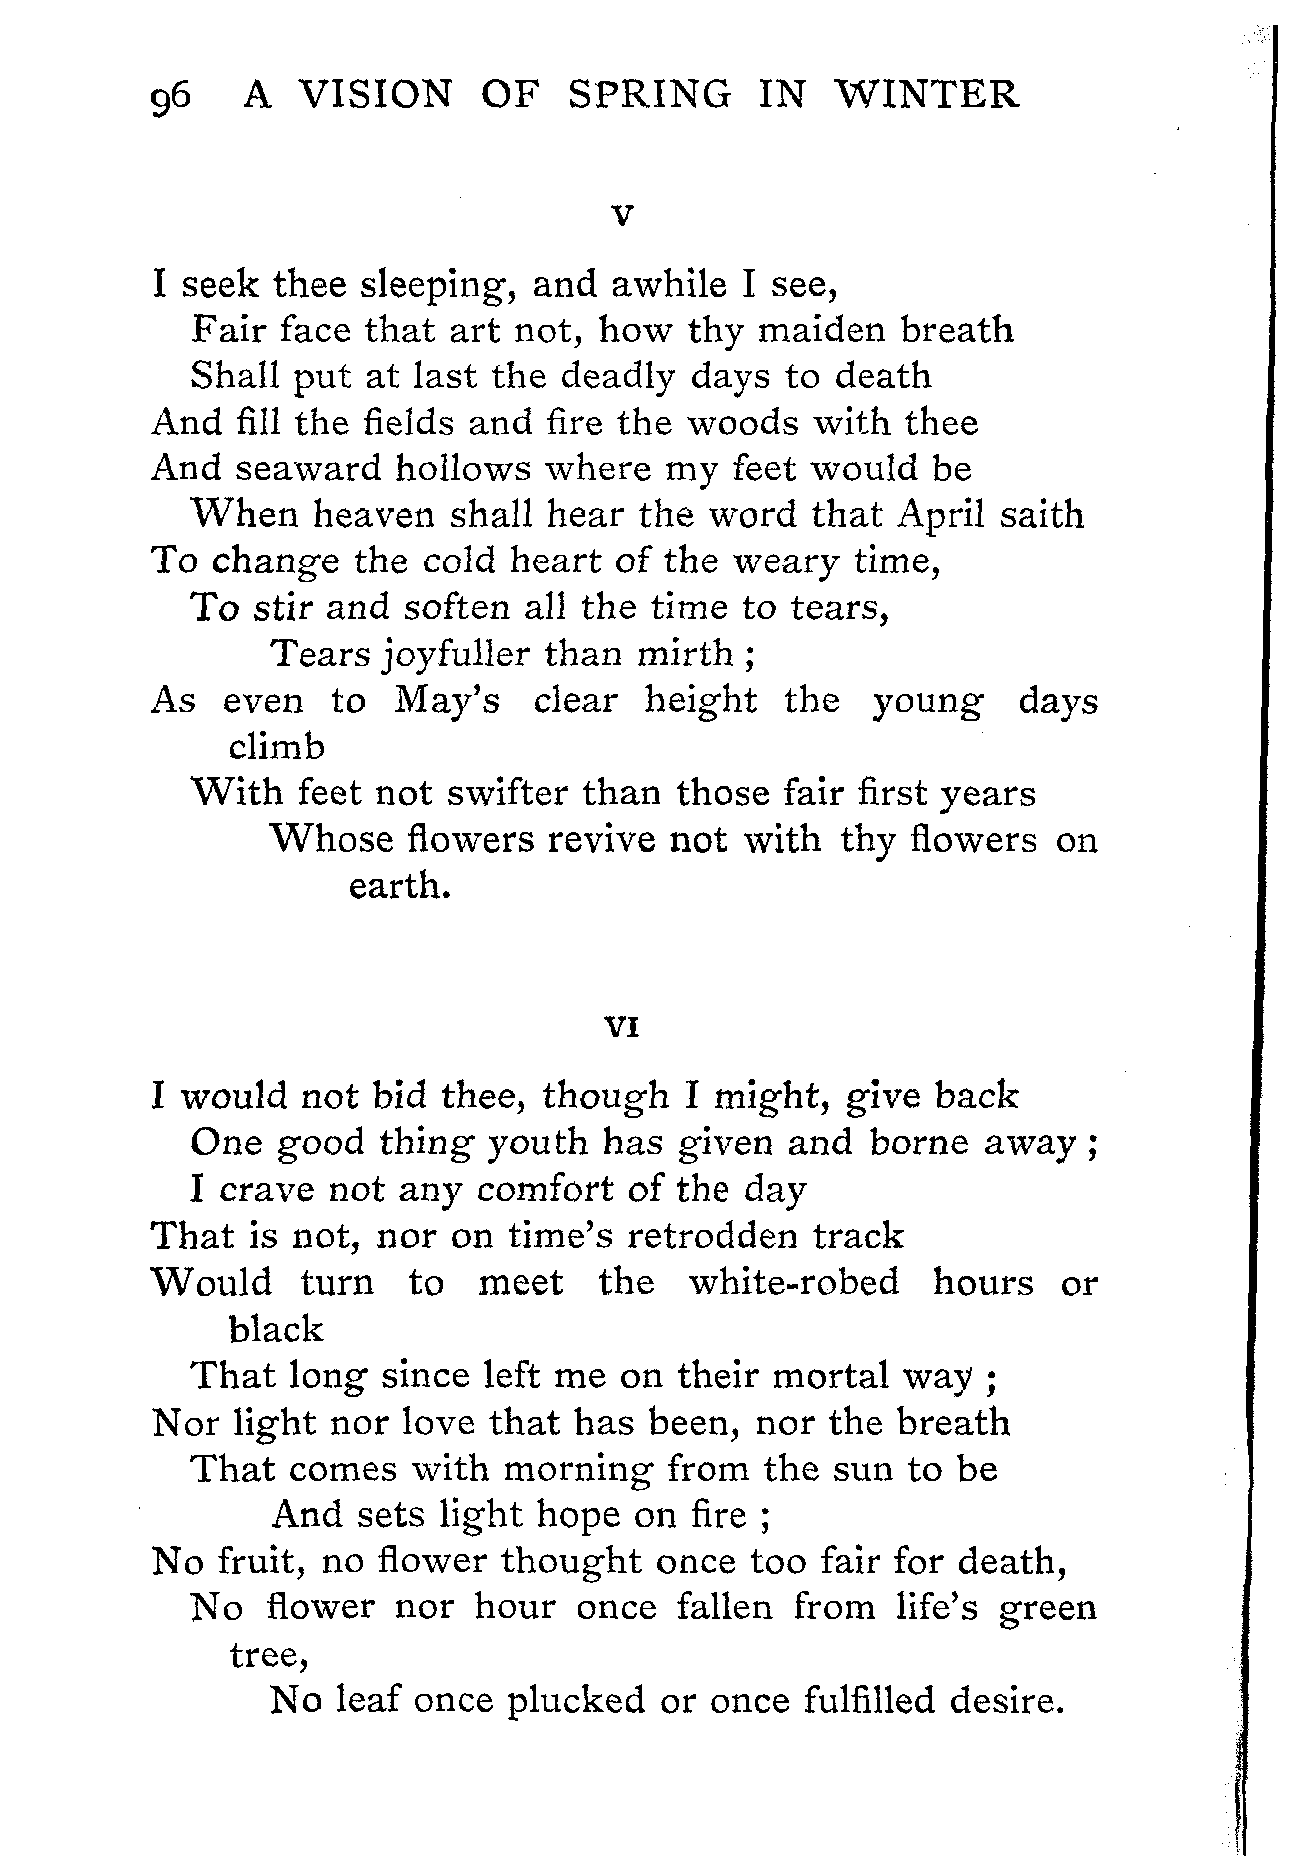 96 A VISION OF SPRING IN WINTER
V
I seek thee sleeping, and awhile I see,
Fair face that art not, how thy maiden breath
Shall put at last the deadly days to death
And fill the fields and fire the woods with thee
And seaward hollows where my feet would be
When heaven shall hear the word that April saith
To change the cold heart of the weary time,
To stir and soften all the time to tears,
Tears joyfuller than mirth ;
As even to May's clear height the young days
climb
With feet not swifter than those fair first years
Whose flowers revive not with thy flowers on
earth.
VI
I would not bid thee, though I might, give back
One good thing youth has given and borne away ;
I crave not any comfort of the day
That is not, nor on time's retrodden track
Would turn to meet the white-robed hours or
black
That long since left me on their mortal way ;
Nor light nor love that has been, nor the breath
That comes with morning from the sun to be
And sets light hope on fire ;
No fruit, no flower thought once too fair for death,
No flower nor hour once fallen from life's green
tree,
No leaf once plucked or once fulfilled desire.